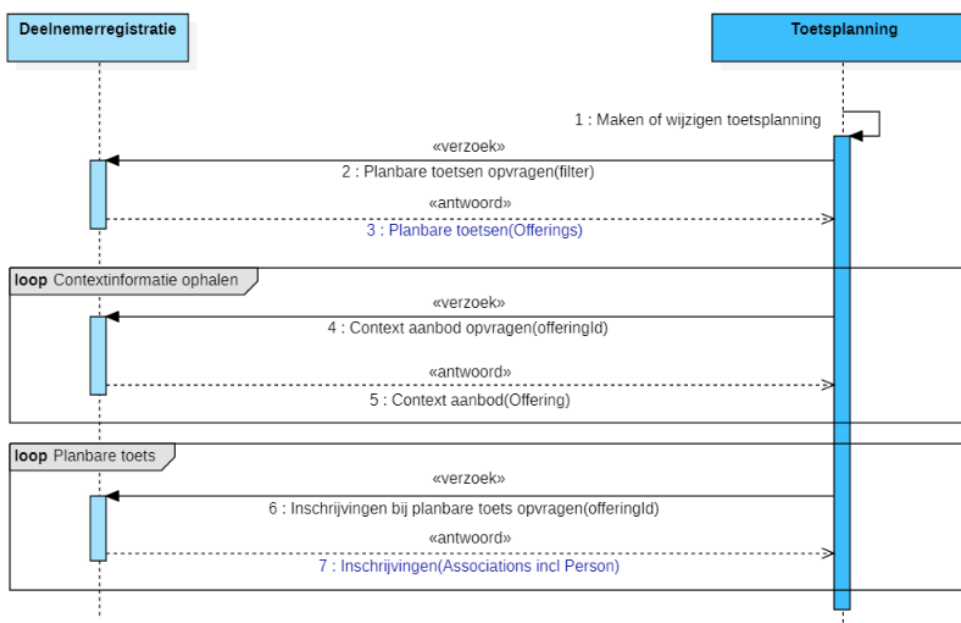 Deelnemerregistratie
Toetsplanning
1 : Maken of wijzigen toetsplanning
«verzoek»
2 : Planbare toetsen opvragen(filter)
«antwoord»
3 : Planbare toetsen(Offerings)
loop Contextinformatie ophalen
«verzoek»
4 : Context aanbod opvragen(offeringId)
«antwoord»
5 : Context aanbod(Offering)
loop Planbare toets
«verzoek»
6 : Inschrijvingen bij planbare toets opvragen(offeringId)
«antwoord»
7 : Inschrijvingen(Associations incl Person)